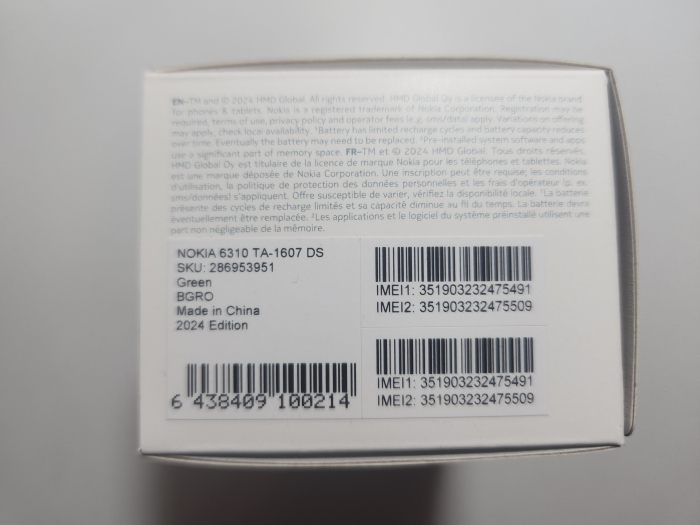 EN–TM and © 2024 HMD Global. All rights reserved. HMD Global Oy is a licensee of the Nokia brand
for phones & tablets. Nokia is a registered trademark of Nokia Corporation. Registration may be
required, terms of use, privacy policy and operator fees (e.g. sms/data) apply. Variations on offering
may apply, check local availability. ¹Battery has limited recharge cycles and battery capacity reduces
over time. Eventually the battery may need to be replaced. ²Pre-installed system software and apps
use a significant part of memory space. FR–TM et © 2024 HMD Global. Tous droits réservés.
HMD Global Oy est titulaire de la licence de marque Nokia pour les téléphones et tablettes. Nokia
est une marque déposée de Nokia Corporation. Une inscription peut être requise; les conditions
d'utilisation, la politique de protection des données personnelles et les frais d'opérateur (p. ex.
sms/données) s'appliquent. Offre susceptible de varier, vérifiez la disponibilité locale. ¹La batterie
présente des cycles de recharge limités et sa capacité diminue au fil du temps. La batterie devra
éventuellement être remplacée. ²Les applications et le logiciel du système préinstallé utilisent une
part non négligeable de la mémoire.
NOKIA 6310 TA-1607 DS
SKU: 286953951
Green
BGRO
Made in China
2024 Edition
6 438409 100214
IMEI1: 351903232475491
IMEI2: 351903232475509
IMEI1: 351903232475491
IMEI2: 351903232475509